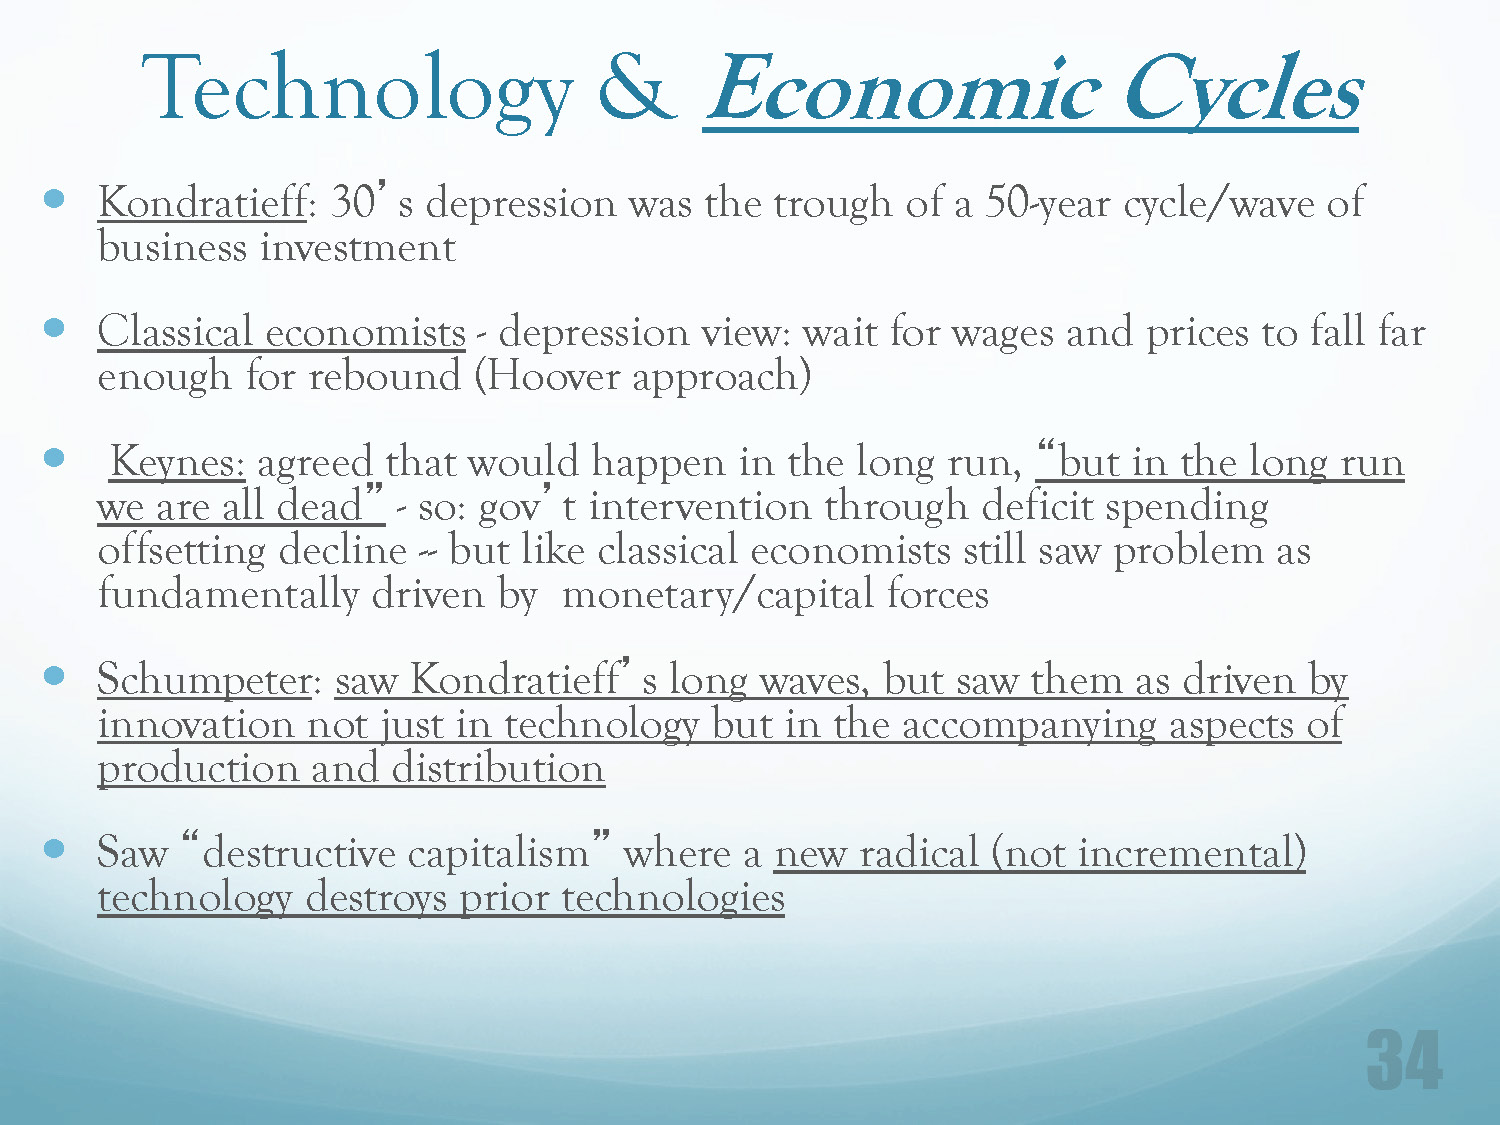 Technology & Economic Cycles
• Kondratieff: 30’s depression was the trough of a 50-year cycle/wave of
business investment
• Classical economists - depression view: wait for wages and prices to fall far
enough for rebound (Hoover approach)
• Keynes: agreed that would happen in the long run, “but in the long run
we are all dead” - so: gov’t intervention through deficit spending
offsetting decline -- but like classical economists still saw problem as
fundamentally driven by monetary/capital forces
• Schumpeter: saw Kondratieff’s long waves, but saw them as driven by
innovation not just in technology but in the accompanying aspects of
production and distribution
• Saw “destructive capitalism” where a new radical (not incremental)
technology destroys prior technologies
34